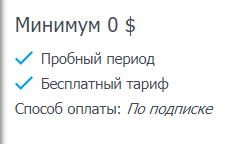 Минимум 0 $
Пробный период
Бесплатный тариф
Способ оплаты: По подписке